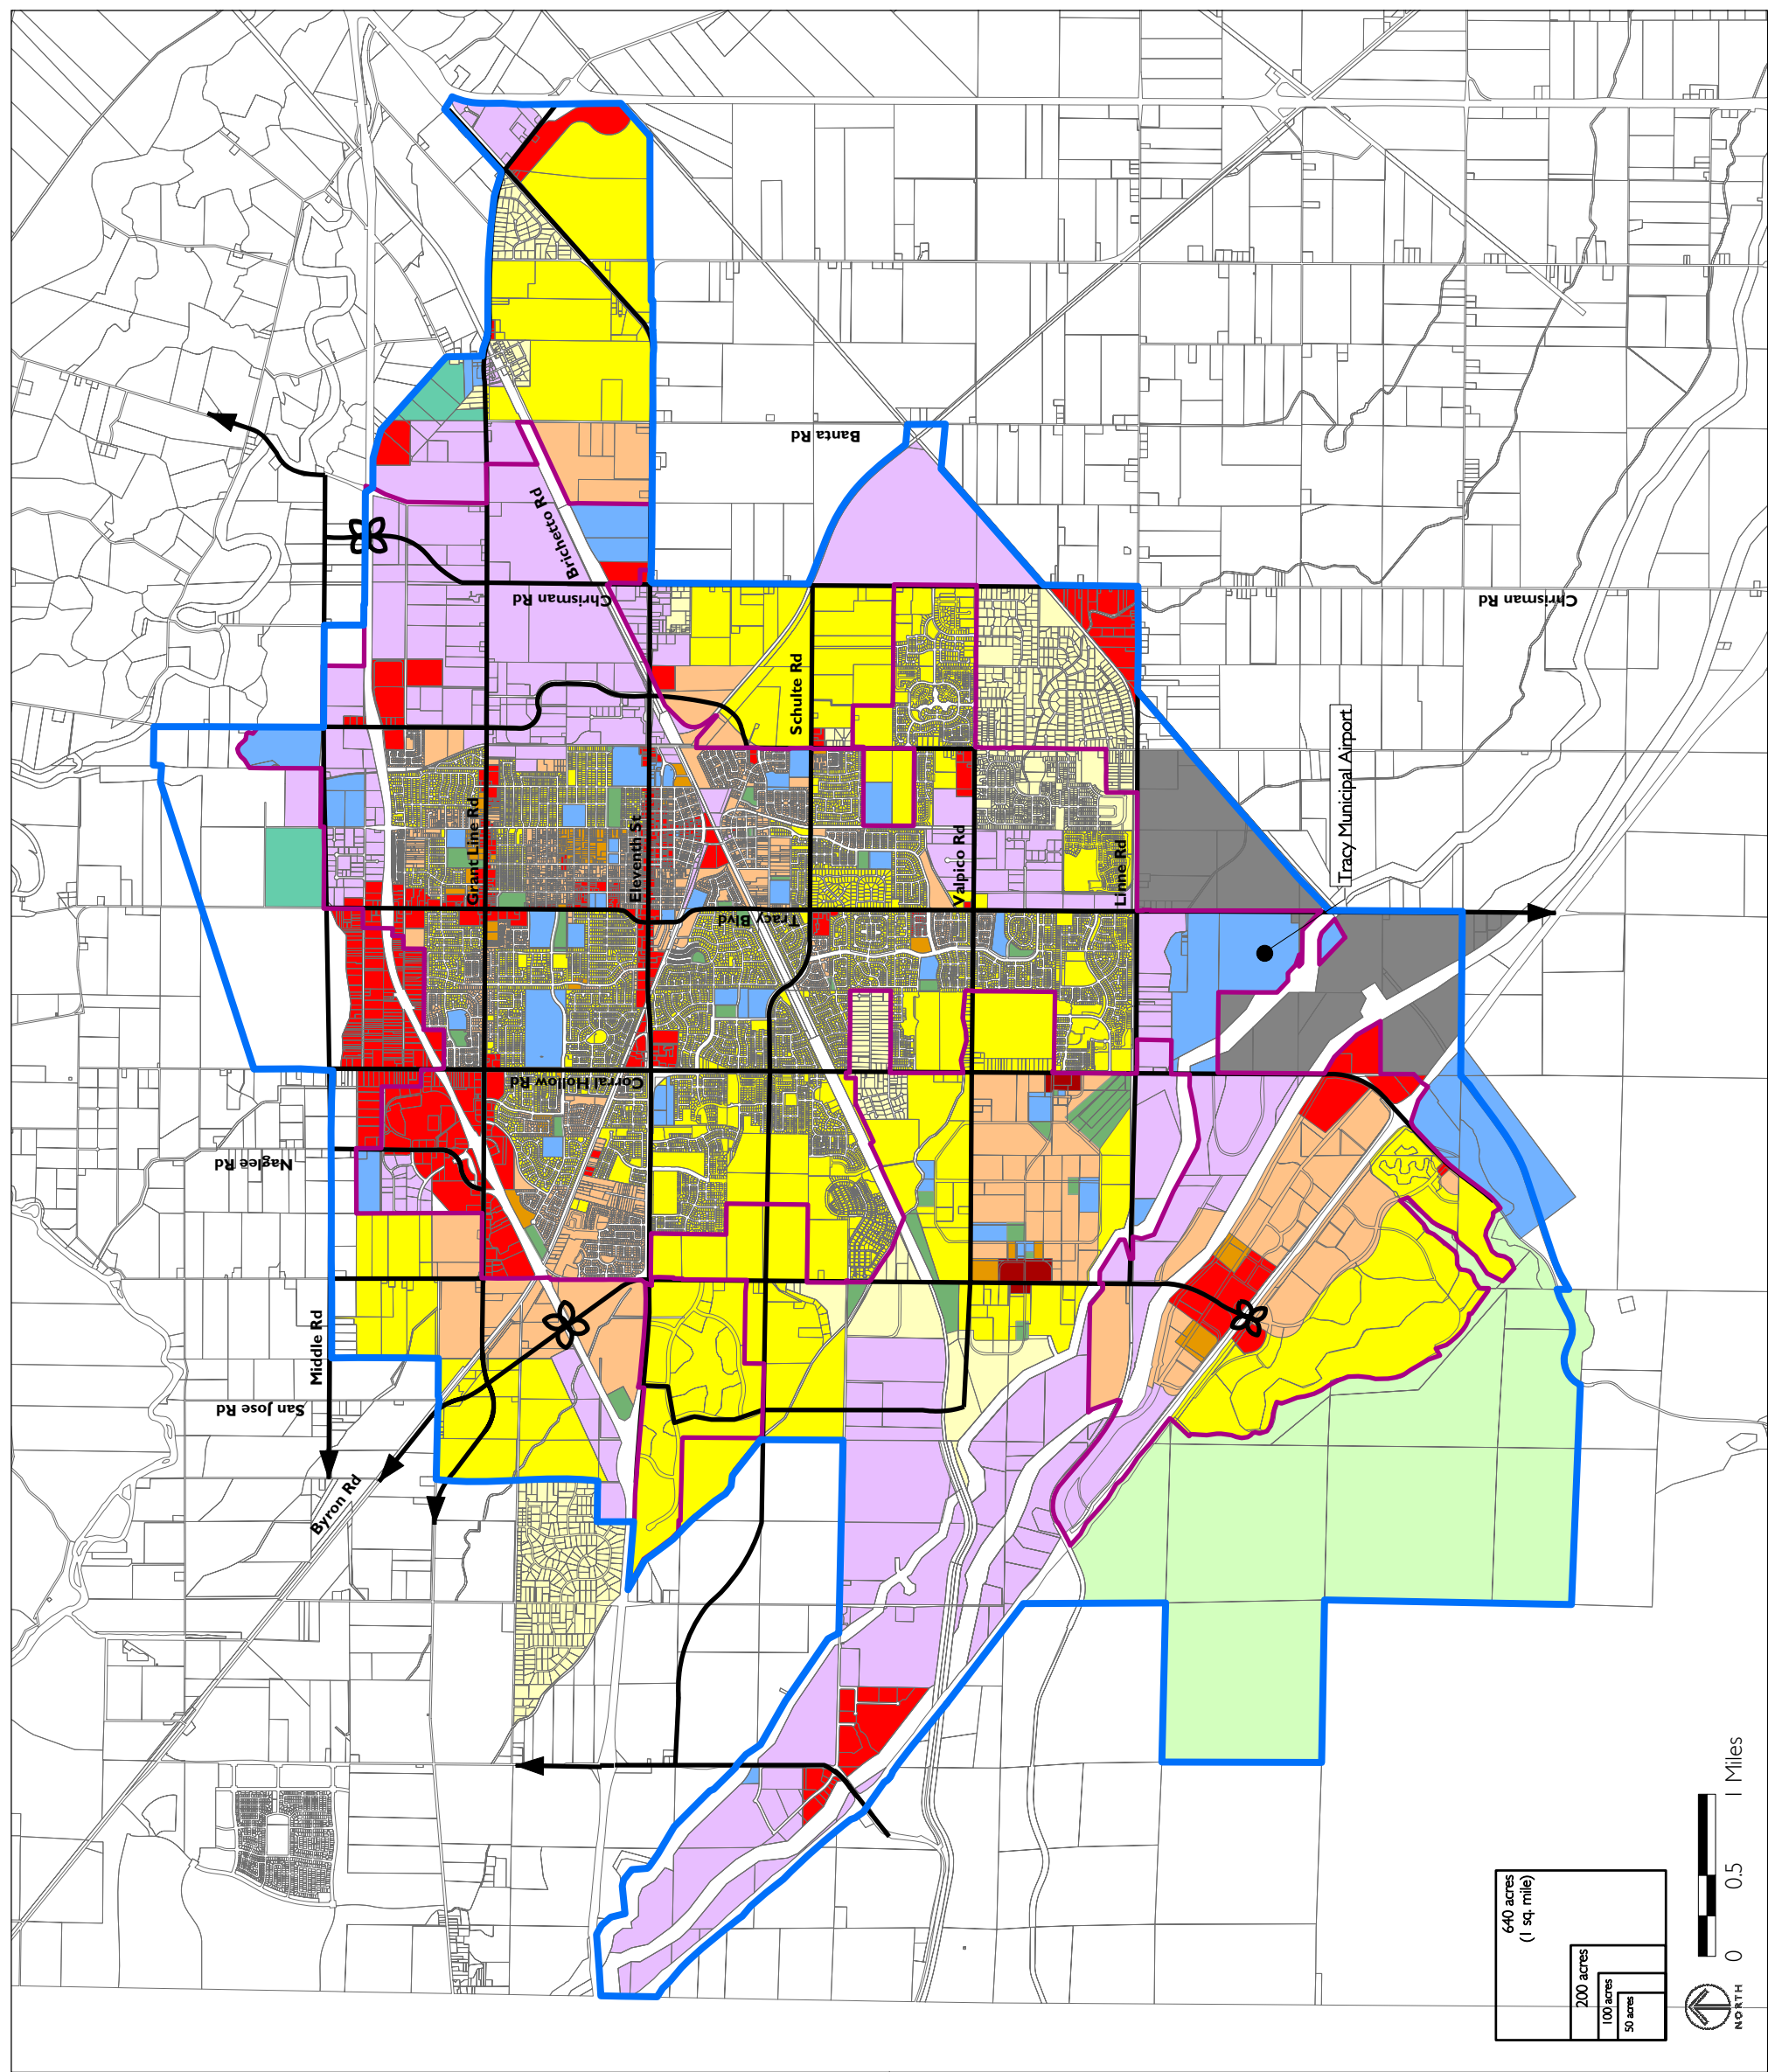 Banta Rd
Brichetto Rd
Chrisman Rd
Chrisman Rd
Schulte Rd
Tracy Municipal Airport
Grant Line Rd
Eleventh St
Valpico Rd
Linne Rd
Tracy Blvd
Corral Hollow Rd
Naglee Rd
Middle Rd
San Jose Rd
Byron Rd
640 acres
(1 sq. mile)
200 acres
100 acres
50 acres
0 0.5 1 Miles
NORTH